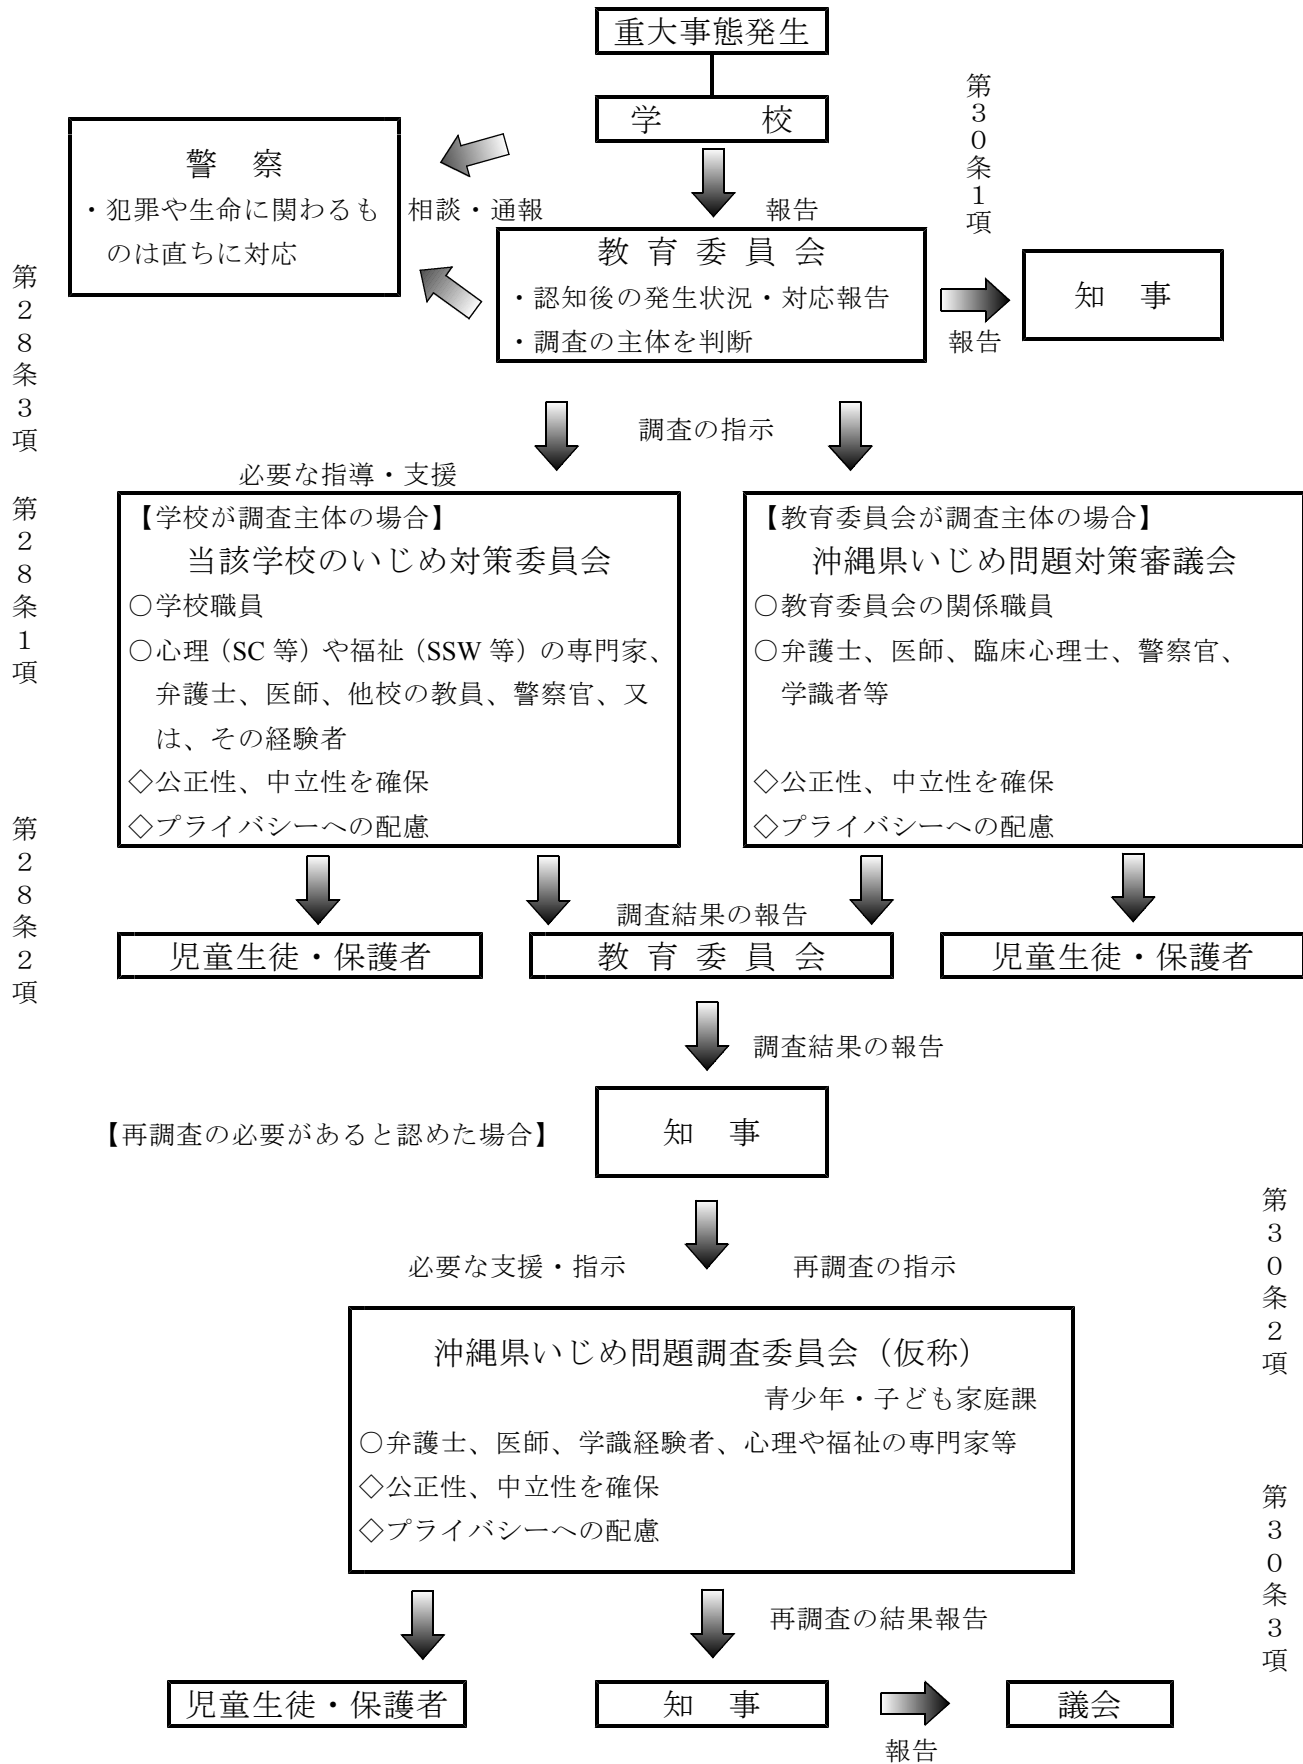 重大事態発生
学　　校
第30条1項
警　察
・犯罪や生命に関わるも
のは直ちに対応
相談・通報
報告
教 育 委 員 会
・認知後の発生状況・対応報告
・調査の主体を判断
知　事
報告
第28条3項
調査の指示
必要な指導・支援
第28条1項
【学校が調査主体の場合】
当該学校のいじめ対策委員会
○学校職員
○心理（SC 等）や福祉（SSW 等）の専門家、
弁護士、医師、他校の教員、警察官、又
は、その経験者
◇公正性、中立性を確保
◇プライバシーへの配慮
【教育委員会が調査主体の場合】
沖縄県いじめ問題対策審議会
○教育委員会の関係職員
○弁護士、医師、臨床心理士、警察官、
学識者等
◇公正性、中立性を確保
◇プライバシーへの配慮
第28条2項
調査結果の報告
児童生徒・保護者
教 育 委 員 会
児童生徒・保護者
調査結果の報告
【再調査の必要があると認めた場合】
知　事
第30条2項
必要な支援・指示
再調査の指示
沖縄県いじめ問題調査委員会（仮称）
青少年・子ども家庭課
○弁護士、医師、学識経験者、心理や福祉の専門家等
◇公正性、中立性を確保
◇プライバシーへの配慮
第30条3項
再調査の結果報告
児童生徒・保護者
知　事
議会
報告